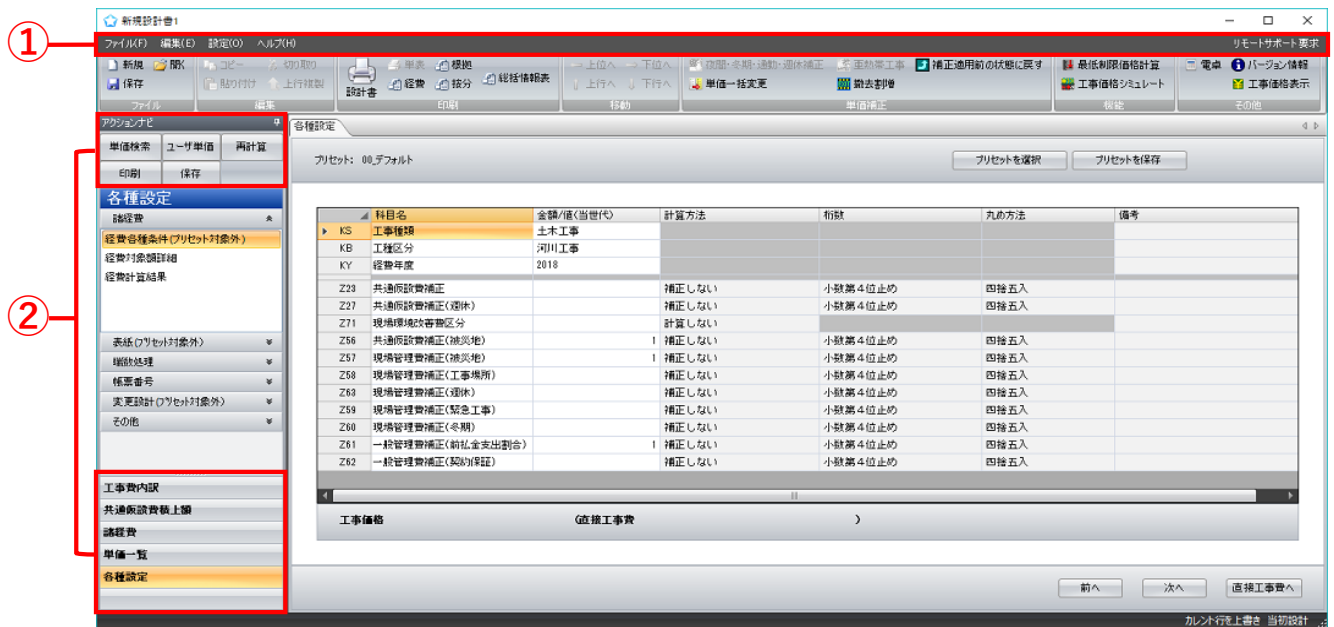 新規設計書1
①
ファイル(F) 編集(E) 設定(O) ヘルプ(H) リモートサポート要求
新規 開く コピー 切り取り 単表 根拠 上位へ 下位へ 夜間・冬期・通勤・週休補正 亜熱帯工事 補正適用前の状態に戻す 最低制限価格計算 電卓 バージョン情報
保存 貼り付け 上行複製 設計書 経費 按分 総括情報表 上行へ 下行へ 単価一括変更 撤去割増 工事価格シミュレート 工事価格表示
ファイル 編集 印刷 移動 単価補正 機能 その他
アクションナビ 各種設定
単価検索 ユーザ単価 再計算
印刷 保存
プリセット: 00_デフォルト プリセットを選択 プリセットを保存
各種設定
諸経費
経費各種条件(プリセット対象外)
経費対象額詳細
経費計算結果
②
表紙(プリセット対象外)
端数処理
帳票番号
変更設計(プリセット対象外)
その他
工事費内訳
共通仮設費積上額
諸経費
単価一覧
各種設定
科目名 金額/値(当世代) 計算方法 桁数 丸め方法 備考
KS 工事種類 土木工事
KB 工種区分 河川工事
KY 経費年度 2018
Z23 共通仮設費補正 補正しない 小数第4位止め 四捨五入
Z27 共通仮設費補正(週休) 補正しない 小数第4位止め 四捨五入
Z71 現場環境改善費区分 計算しない
Z56 共通仮設費補正(被災地) 1 補正しない 小数第4位止め 四捨五入
Z57 現場管理費補正(被災地) 1 補正しない 小数第4位止め 四捨五入
Z58 現場管理費補正(工事場所) 補正しない 小数第4位止め 四捨五入
Z63 現場管理費補正(週休) 補正しない 小数第4位止め 四捨五入
Z59 現場管理費補正(緊急工事) 補正しない 小数第4位止め 四捨五入
Z60 現場管理費補正(冬期) 補正しない 小数第4位止め 四捨五入
Z61 一般管理費補正(前払金支出割合) 1 補正しない 小数第4位止め 四捨五入
Z62 一般管理費補正(契約保証) 補正しない 小数第4位止め 四捨五入
工事価格 (直接工事費 )
前へ 次へ 直接工事費へ
カレント行を上書き 当初設計